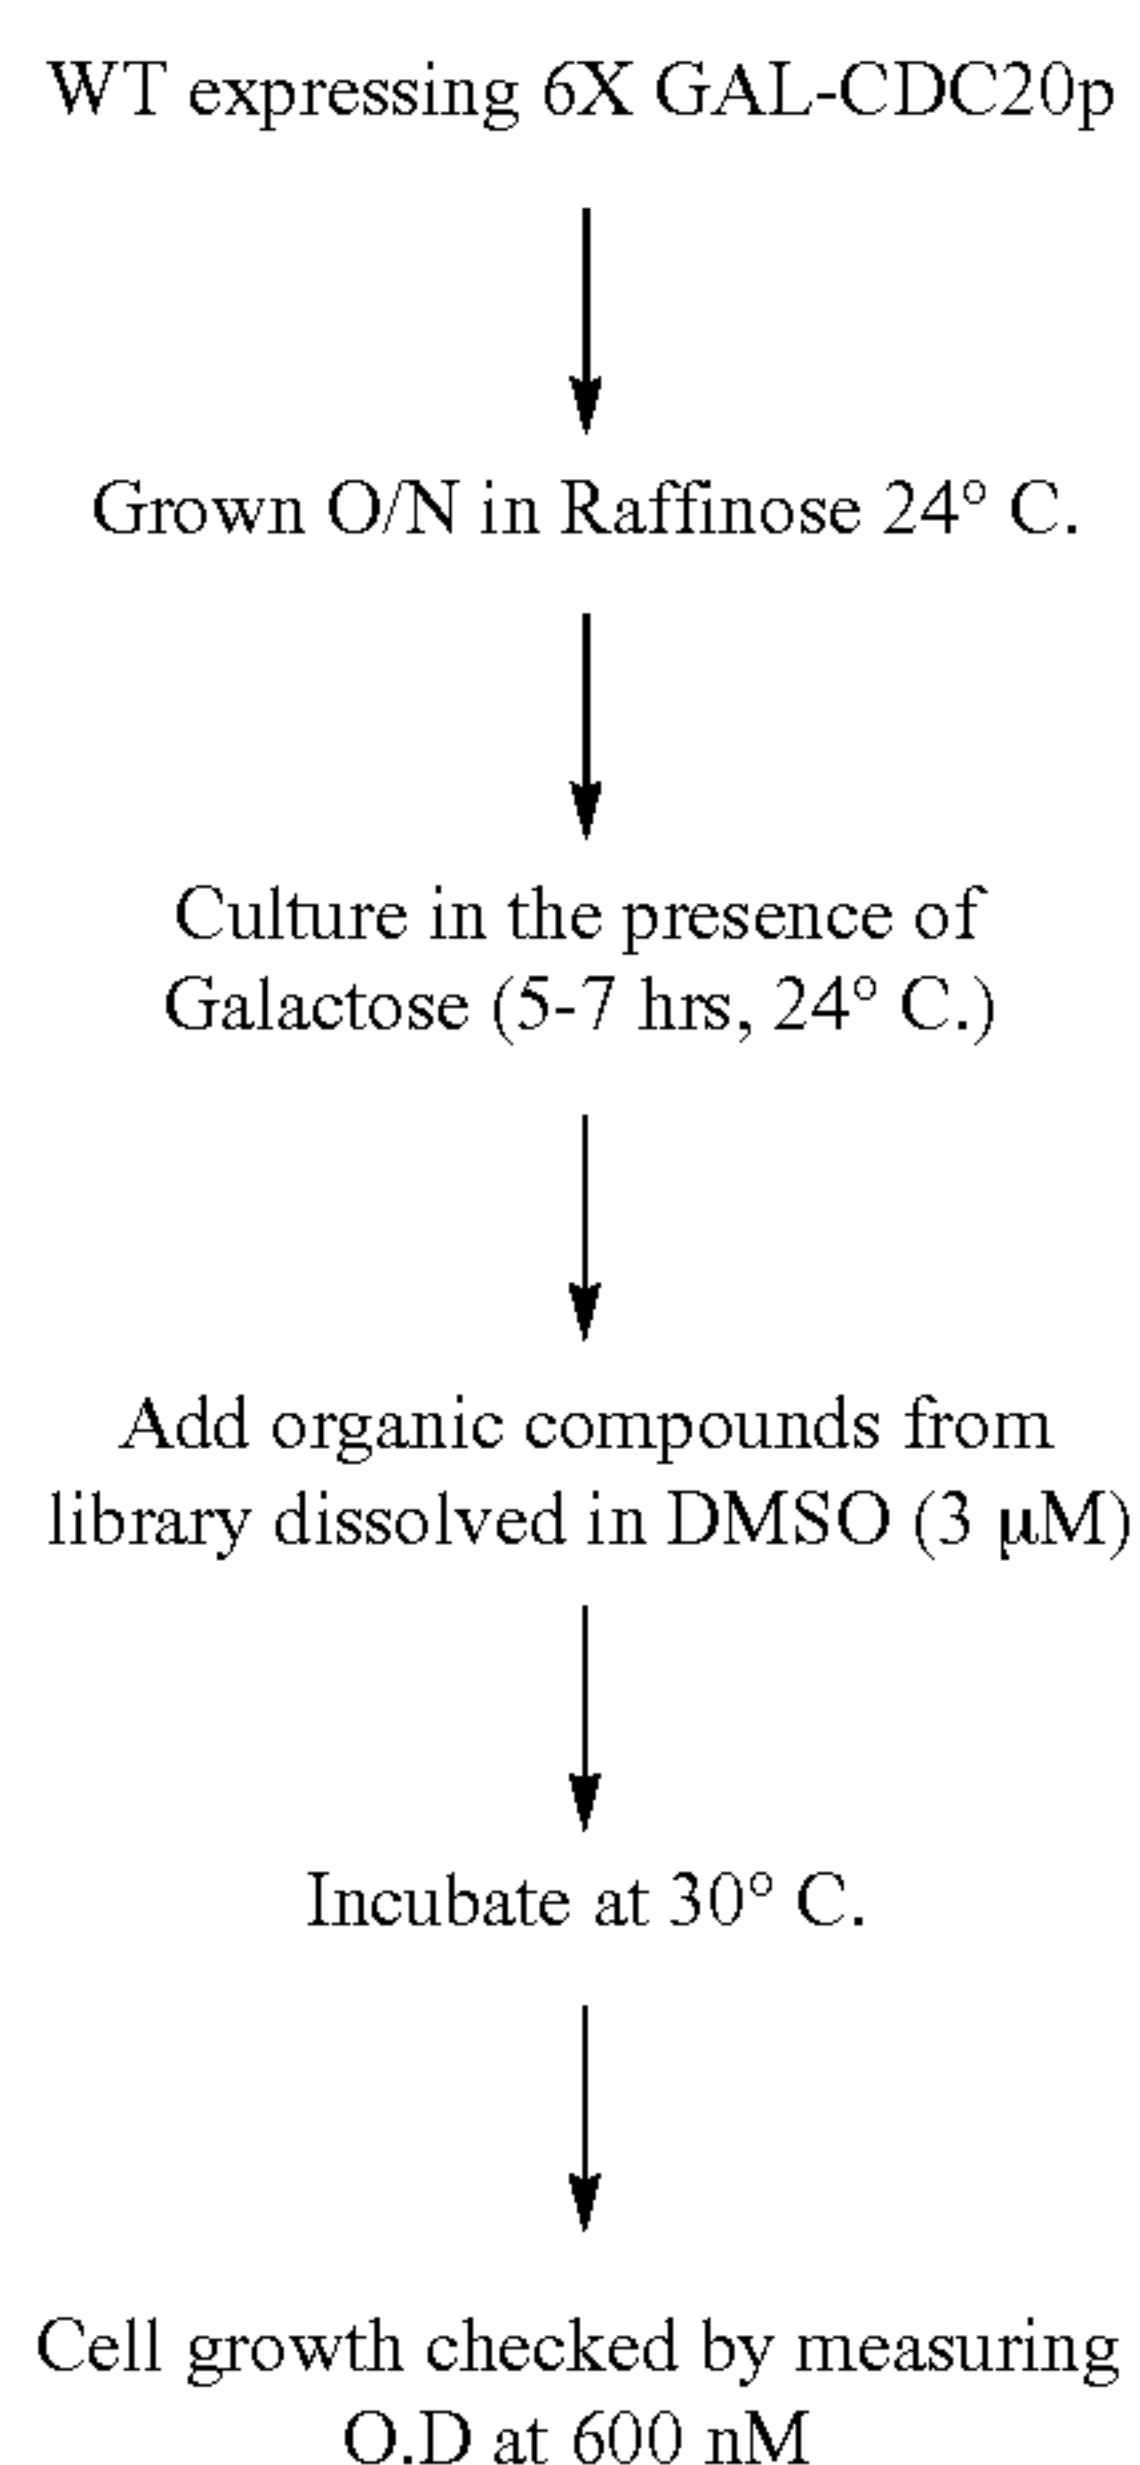 WT expressing 6X GAL-CDC20p
Grown O/N in Raffinose 24° C.
Culture in the presence of
Galactose (5-7 hrs, 24° C.)
Add organic compounds from
library dissolved in DMSO (3 μM)
Incubate at 30° C.
Cell growth checked by measuring
O.D at 600 nM